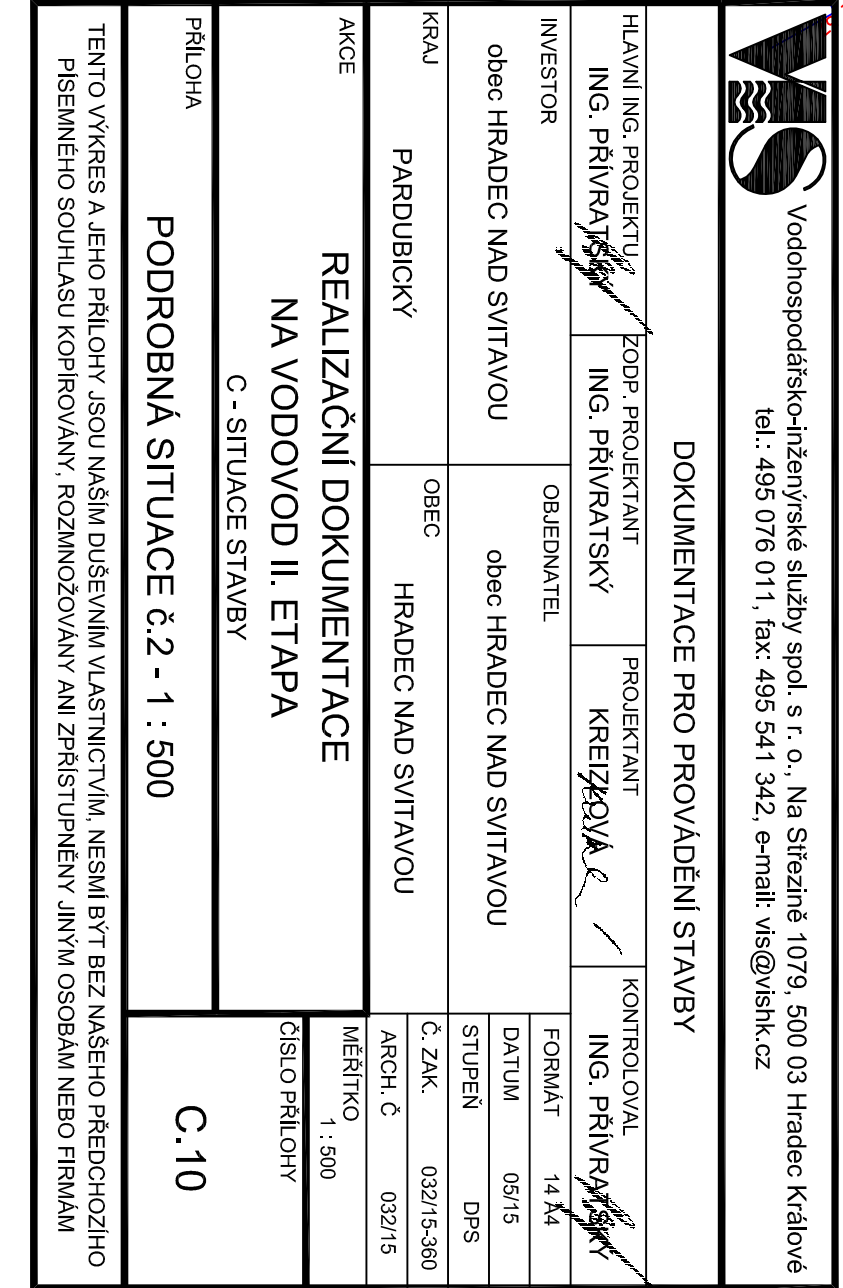 VIS
Vodohospodářsko-inženýrské služby spol. s r. o., Na Střezině 1079, 500 03 Hradec Králové
tel.: 495 076 011, fax: 495 541 342, e-mail: vis@vishk.cz
DOKUMENTACE PRO PROVÁDĚNÍ STAVBY
HLAVNÍ ING. PROJEKTU
ING. PŘÍVRATSKÝ
ZODP. PROJEKTANT
ING. PŘÍVRATSKÝ
PROJEKTANT
KREIZLOVÁ
KONTROLOVAL
ING. PŘÍVRATSKÝ
INVESTOR
obec HRADEC NAD SVITAVOU
OBJEDNATEL
obec HRADEC NAD SVITAVOU
FORMÁT 14 A4
DATUM 05/15
STUPEŇ DPS
KRAJ
PARDUBICKÝ
OBEC
HRADEC NAD SVITAVOU
Č. ZAK. 032/15-360
ARCH. Č 032/15
AKCE
REALIZAČNÍ DOKUMENTACE
NA VODOVOD II. ETAPA
C - SITUACE STAVBY
MĚŘÍTKO
1 : 500
PŘÍLOHA
PODROBNÁ SITUACE č.2 - 1 : 500
ČÍSLO PŘÍLOHY
C.10
TENTO VÝKRES A JEHO PŘÍLOHY JSOU NAŠÍM DUŠEVNÍM VLASTNICTVÍM, NESMÍ BÝT BEZ NAŠEHO PŘEDCHOZÍHO
PÍSEMNÉHO SOUHLASU KOPÍROVÁNY, ROZMNOŽOVÁNY ANI ZPŘÍSTUPNĚNY JINÝM OSOBÁM NEBO FIRMÁM